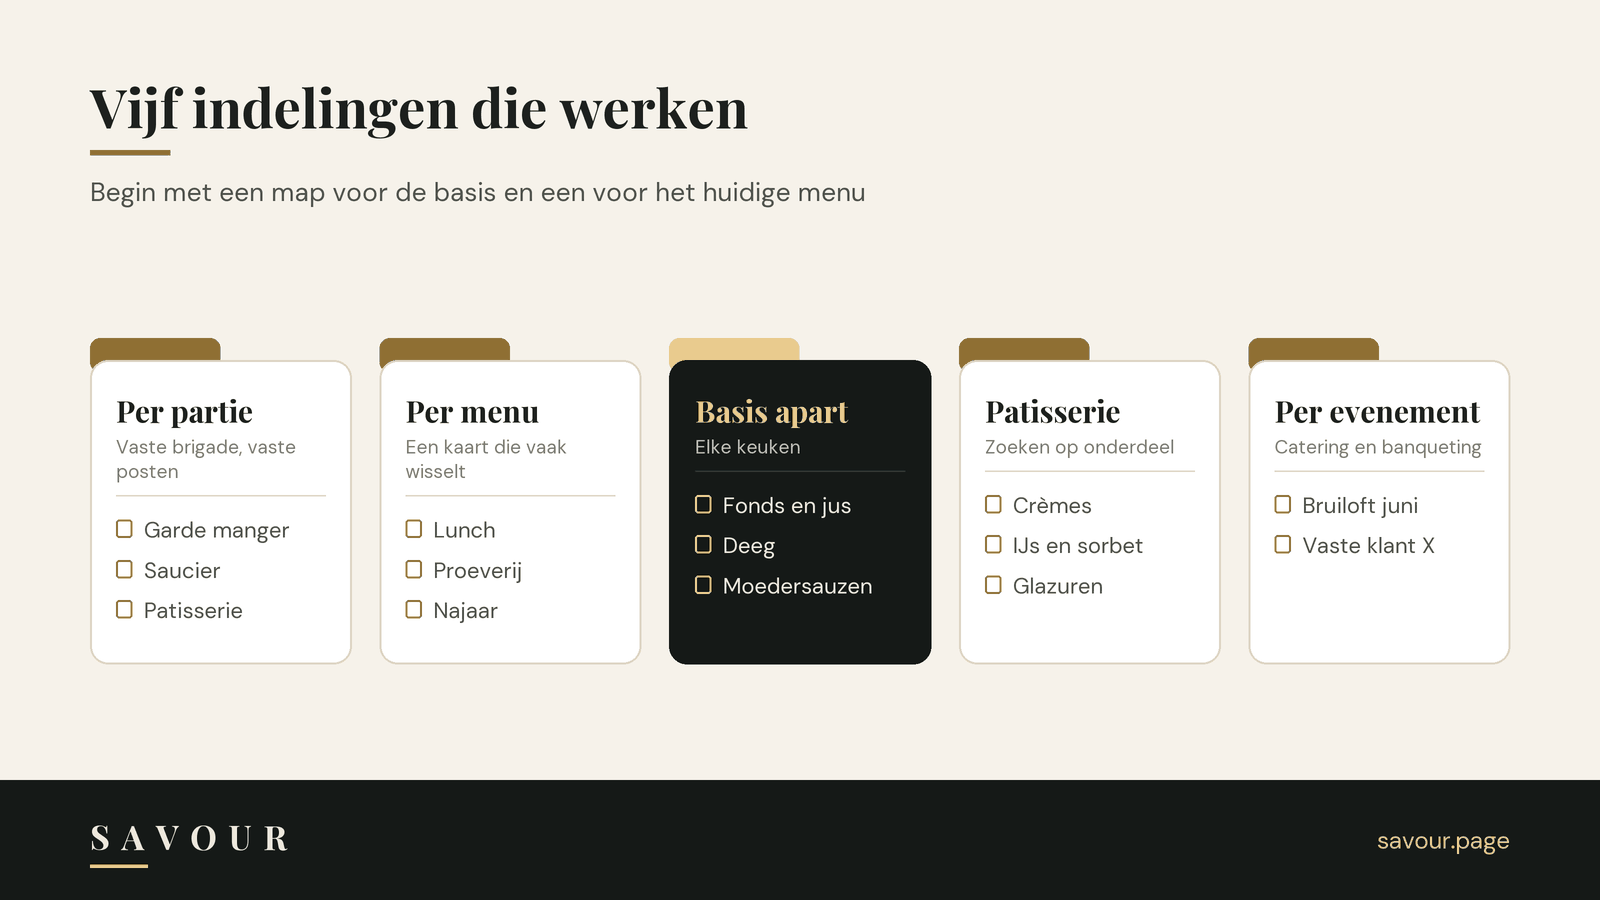 Vijf indelingen die werken
Begin met een map voor de basis en een voor het huidige menu
Per partie
Vaste brigade, vaste
posten
Garde manger
Saucier
Patisserie
Per menu
Een kaart die vaak
wisselt
Lunch
Proeverij
Najaar
Basis apart
Elke keuken
Fonds en jus
Deeg
Moedersauzen
Patisserie
Zoeken op onderdeel
Crèmes
IJs en sorbet
Glazuren
Per evenement
Catering en banqueting
Bruiloft juni
Vaste klant X
SAVOUR
savour.page